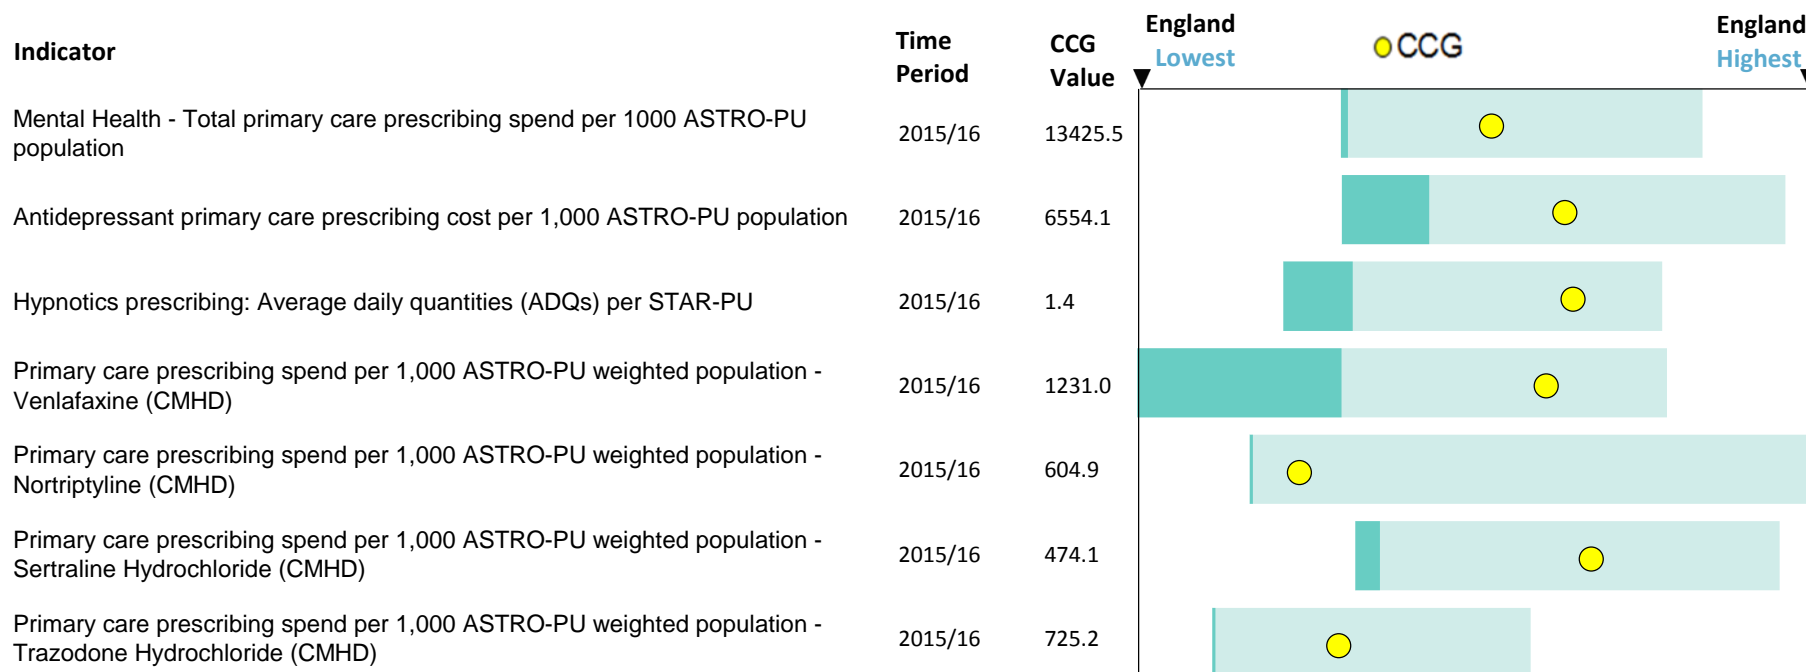 Indicator
Time Period
CCG Value
England Lowest
CCG
England Highest
Mental Health - Total primary care prescribing spend per 1000 ASTRO-PU
population
2015/16
13425.5
Antidepressant primary care prescribing cost per 1,000 ASTRO-PU population
2015/16
6554.1
Hypnotics prescribing: Average daily quantities (ADQs) per STAR-PU
2015/16
1.4
Primary care prescribing spend per 1,000 ASTRO-PU weighted population -
Venlafaxine (CMHD)
2015/16
1231.0
Primary care prescribing spend per 1,000 ASTRO-PU weighted population -
Nortriptyline (CMHD)
2015/16
604.9
Primary care prescribing spend per 1,000 ASTRO-PU weighted population -
Sertraline Hydrochloride (CMHD)
2015/16
474.1
Primary care prescribing spend per 1,000 ASTRO-PU weighted population -
Trazodone Hydrochloride (CMHD)
2015/16
725.2